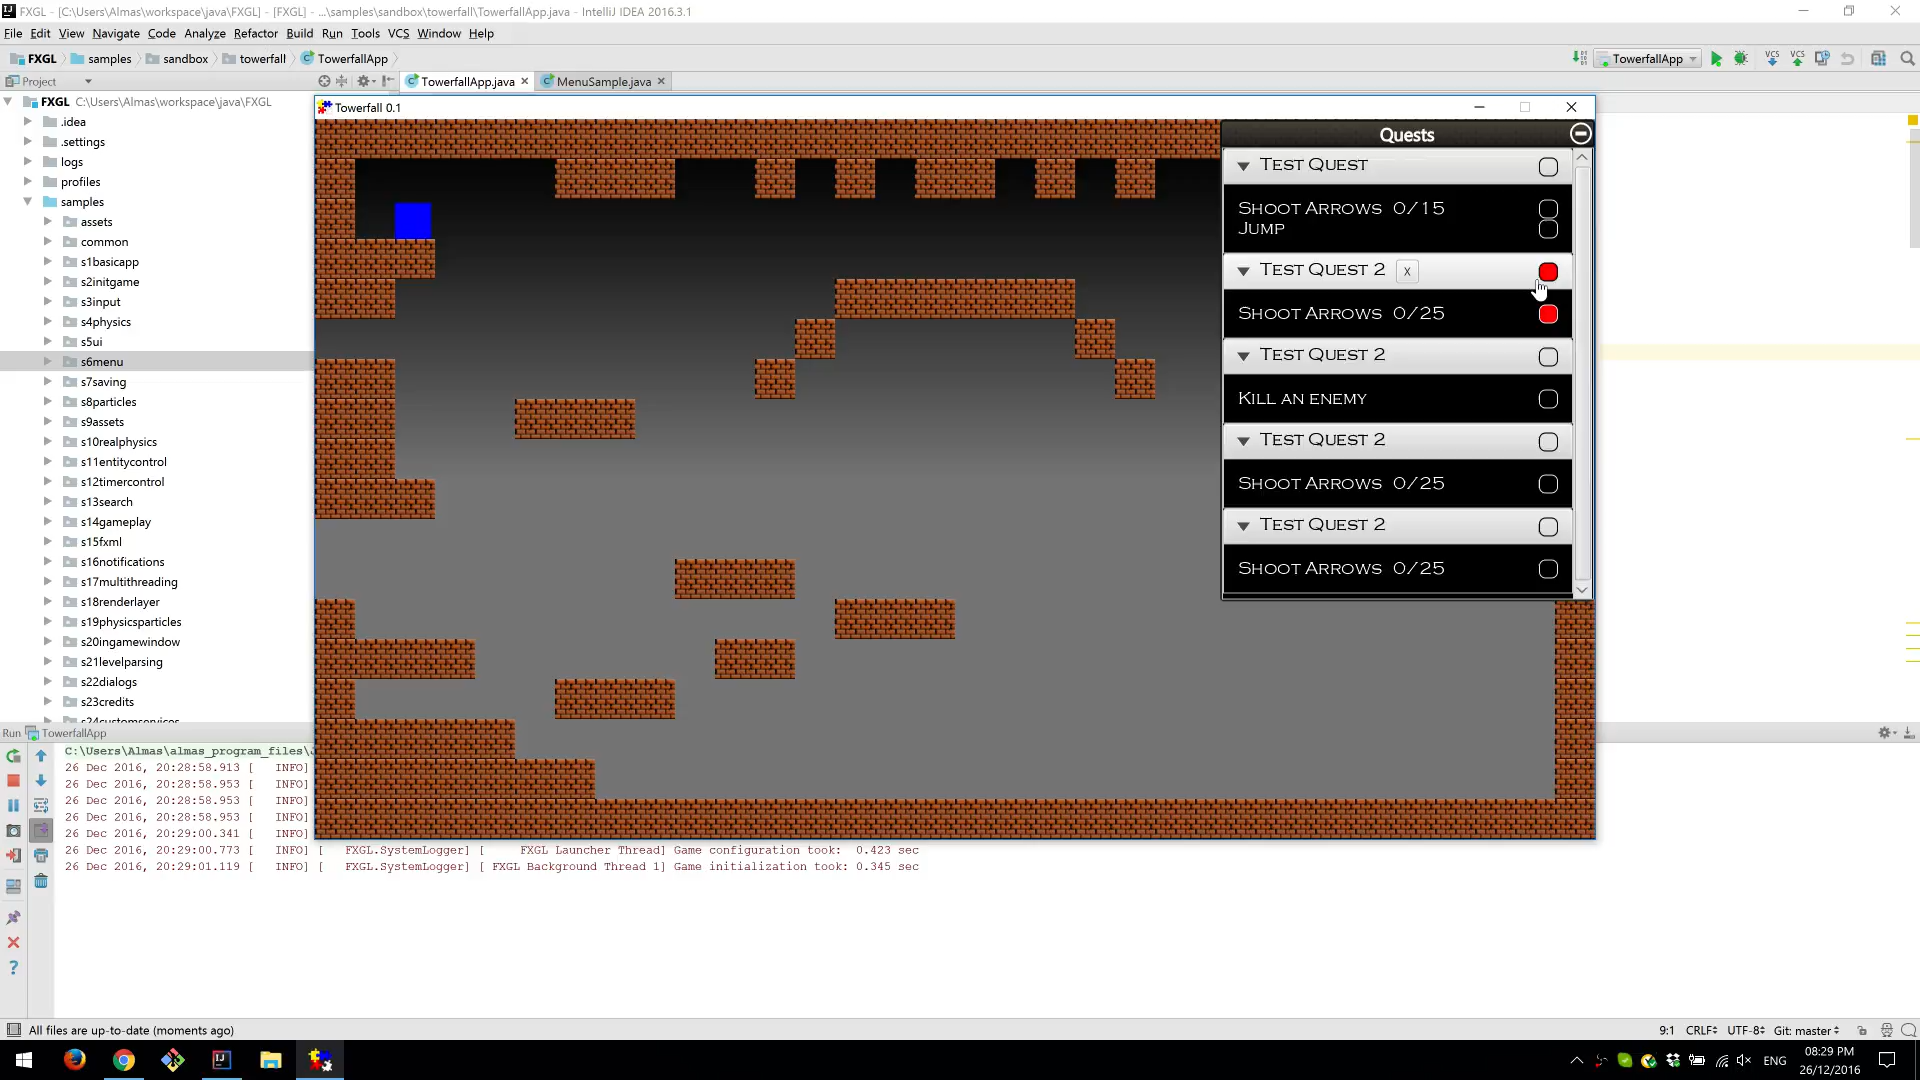 FXGL - [C:\Users\Almas\workspace\java\FXGL] - [FXGL] - ...\samples\sandbox\towerfall\TowerfallApp.java - IntelliJ IDEA 2016.3.1
File Edit View Navigate Code Analyze Refactor Build Run Tools VCS Window Help
FXGL samples sandbox towerfall TowerfallApp
TowerfallApp
VCS VCS
Project
TowerfallApp.java MenuSample.java
FXGL C:\Users\Almas\workspace\java\FXGL
.idea
.settings
logs
profiles
samples
assets
common
s1basicapp
s2initgame
s3input
s4physics
s5ui
s6menu
s7saving
s8particles
s9assets
s10realphysics
s11entitycontrol
s12timercontrol
s13search
s14gameplay
s15fxml
s16notifications
s17multithreading
s18renderlayer
s19physicsparticles
s20ingamewindow
s21levelparsing
s22dialogs
s23credits
s24customservices
Towerfall 0.1
Quests
Test Quest
Shoot Arrows 0/15
Jump
Test Quest 2 x
Shoot Arrows 0/25
Test Quest 2
Kill an enemy
Test Quest 2
Shoot Arrows 0/25
Test Quest 2
Shoot Arrows 0/25
Run TowerfallApp
C:\Users\Almas\almas_program_files\
26 Dec 2016, 20:28:58.913 [ INFO]
26 Dec 2016, 20:28:58.953 [ INFO]
26 Dec 2016, 20:28:58.953 [ INFO]
26 Dec 2016, 20:28:58.953 [ INFO]
26 Dec 2016, 20:29:00.341 [ INFO]
26 Dec 2016, 20:29:00.773 [ INFO] [ FXGL.SystemLogger] [ FXGL Launcher Thread] Game configuration took: 0.423 sec
26 Dec 2016, 20:29:01.119 [ INFO] [ FXGL.SystemLogger] [ FXGL Background Thread 1] Game initialization took: 0.345 sec
All files are up-to-date (moments ago)
9:1 CRLF UTF-8 Git: master
ENG
08:29 PM
26/12/2016